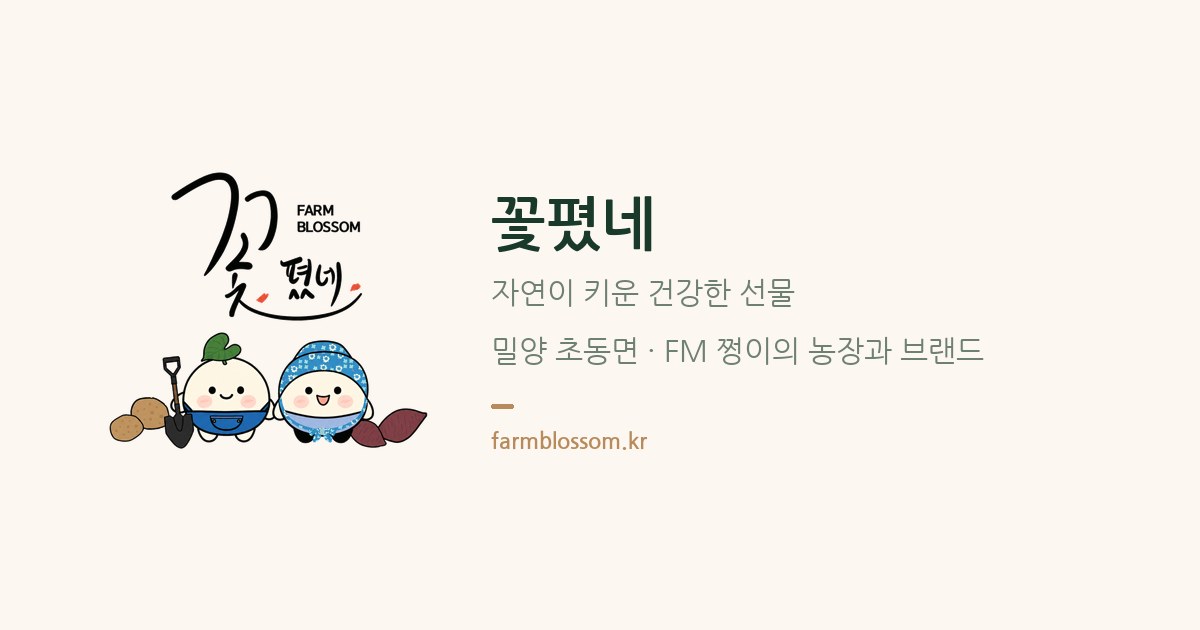 꽃
FARM
BLOSSOM
폈네
꽃폈네
자연이 키운 건강한 선물
밀양 초동면 · FM 쩡이의 농장과 브랜드
farmblossom.kr